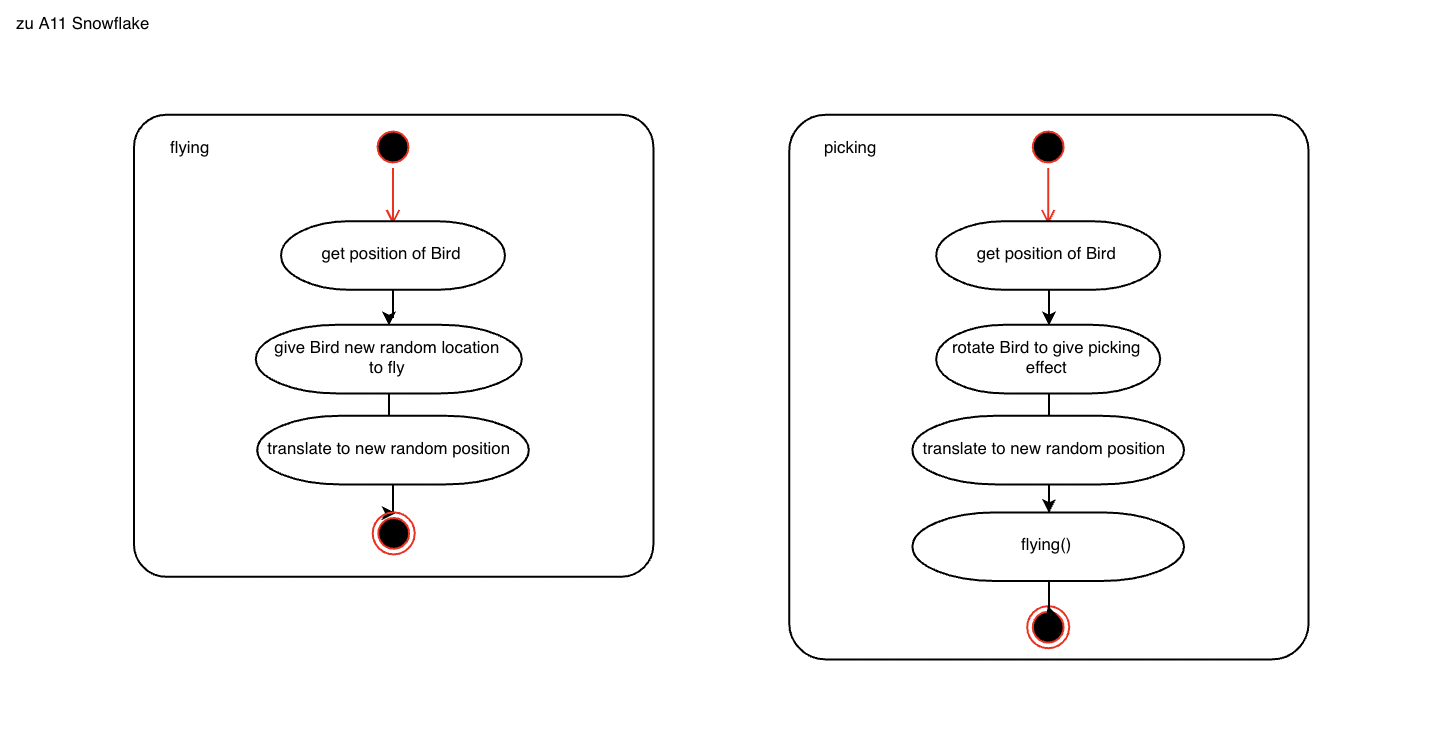 zu A11 Snowflake
flying
get position of Bird
give Bird new random location
to fly
translate to new random position
picking
get position of Bird
rotate Bird to give picking
effect
translate to new random position
flying()